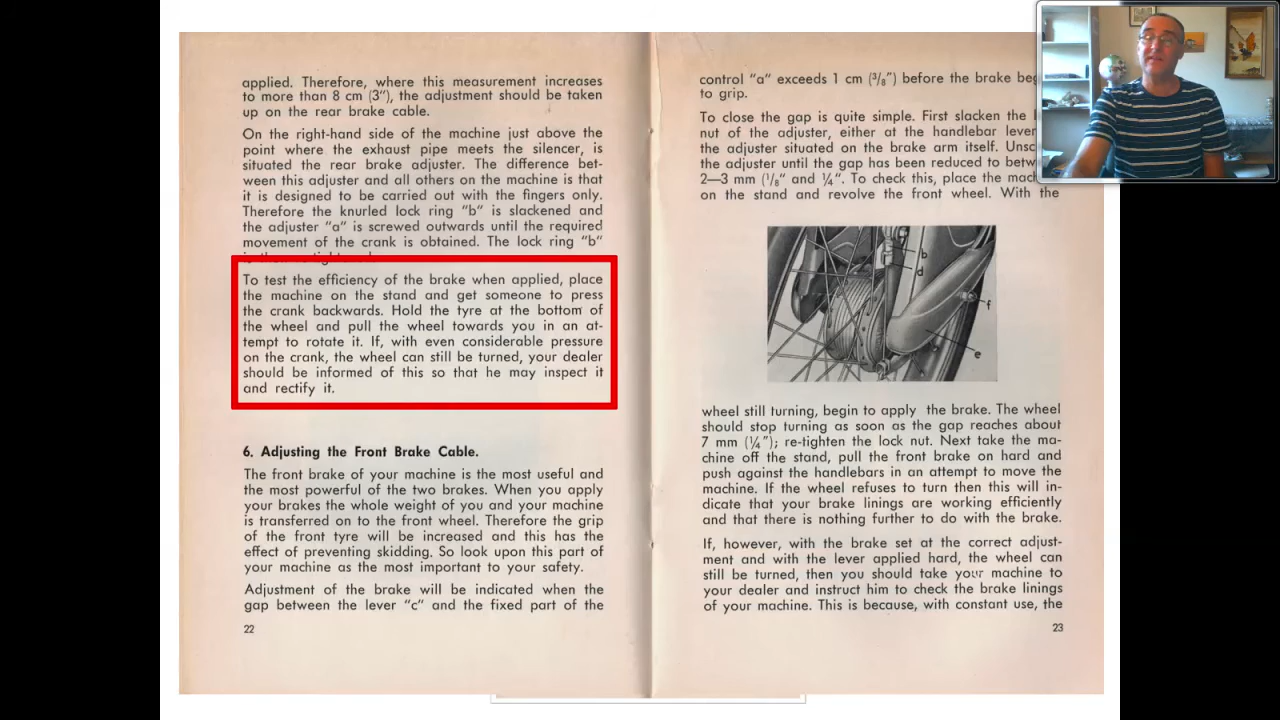 applied. Therefore, where this measurement increases
to more than 8 cm (3″), the adjustment should be taken
up on the rear brake cable.
On the right-hand side of the machine just above the
point where the exhaust pipe meets the silencer, is
situated the rear brake adjuster. The difference bet-
ween this adjuster and all others on the machine is that
it is designed to be carried out with the fingers only.
Therefore the knurled lock ring "b" is slackened and
the adjuster "a" is screwed outwards until the required
movement of the crank is obtained. The lock ring "b"
To test the efficiency of the brake when applied, place
the machine on the stand and get someone to press
the crank backwards. Hold the tyre at the bottom of
the wheel and pull the wheel towards you in an at-
tempt to rotate it. If, with even considerable pressure
on the crank, the wheel can still be turned, your dealer
should be informed of this so that he may inspect it
and rectify it.
6. Adjusting the Front Brake Cable.
The front brake of your machine is the most useful and
the most powerful of the two brakes. When you apply
your brakes the whole weight of you and your machine
is transferred on to the front wheel. Therefore the grip
of the front tyre will be increased and this has the
effect of preventing skidding. So look upon this part of
your machine as the most important to your safety.
Adjustment of the brake will be indicated when the
gap between the lever "c" and the fixed part of the
22
control "a" exceeds 1 cm (³/₈″) before the brake
to grip.
To close the gap is quite simple. First slacken the
nut of the adjuster, either at the handlebar lever
the adjuster situated on the brake arm itself.
the adjuster until the gap has been reduced to
2—3 mm (¹/₈″ and ¼″. To check this, place the
on the stand and revolve the front wheel. With the
b
d
f
e
wheel still turning, begin to apply the brake. The wheel
should stop turning as soon as the gap reaches about
7 mm (¼″); re-tighten the lock nut. Next take the ma-
chine off the stand, pull the front brake on hard and
push against the handlebars in an attempt to move the
machine. If the wheel refuses to turn then this will in-
dicate that your brake linings are working efficiently
and that there is nothing further to do with the brake.
If, however, with the brake set at the correct adjust-
ment and with the lever applied hard, the wheel can
still be turned, then you should take your machine to
your dealer and instruct him to check the brake linings
of your machine. This is because, with constant use, the
23